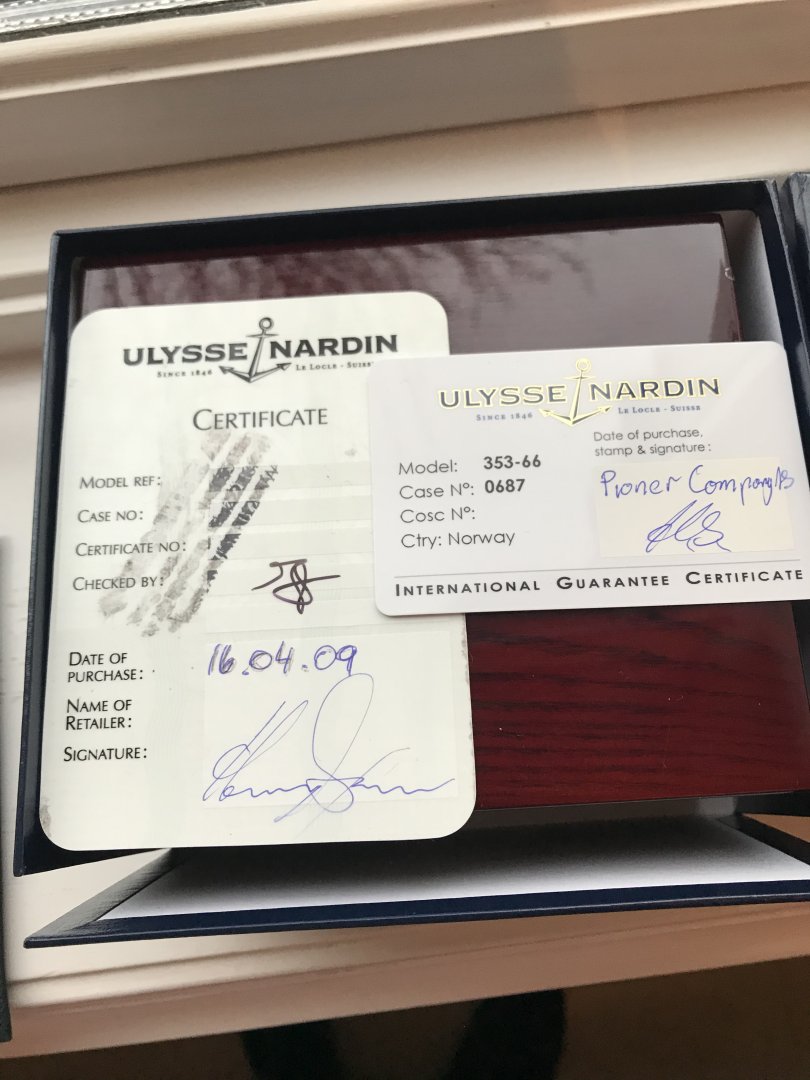 ULYSSE NARDIN
SINCE 1846 LE LOCLE - SUISSE
CERTIFICATE
MODEL REF:
CASE NO:
CERTIFICATE NO:
CHECKED BY:
DATE OF
PURCHASE: 16.04.09
NAME OF
RETAILER:
SIGNATURE:
ULYSSE NARDIN
SINCE 1846 LE LOCLE - SUISSE
Model: 353-66
Case N°: 0687
Cosc N°:
Ctry: Norway
Date of purchase,
stamp & signature:
Proner Company
INTERNATIONAL GUARANTEE CERTIFICATE